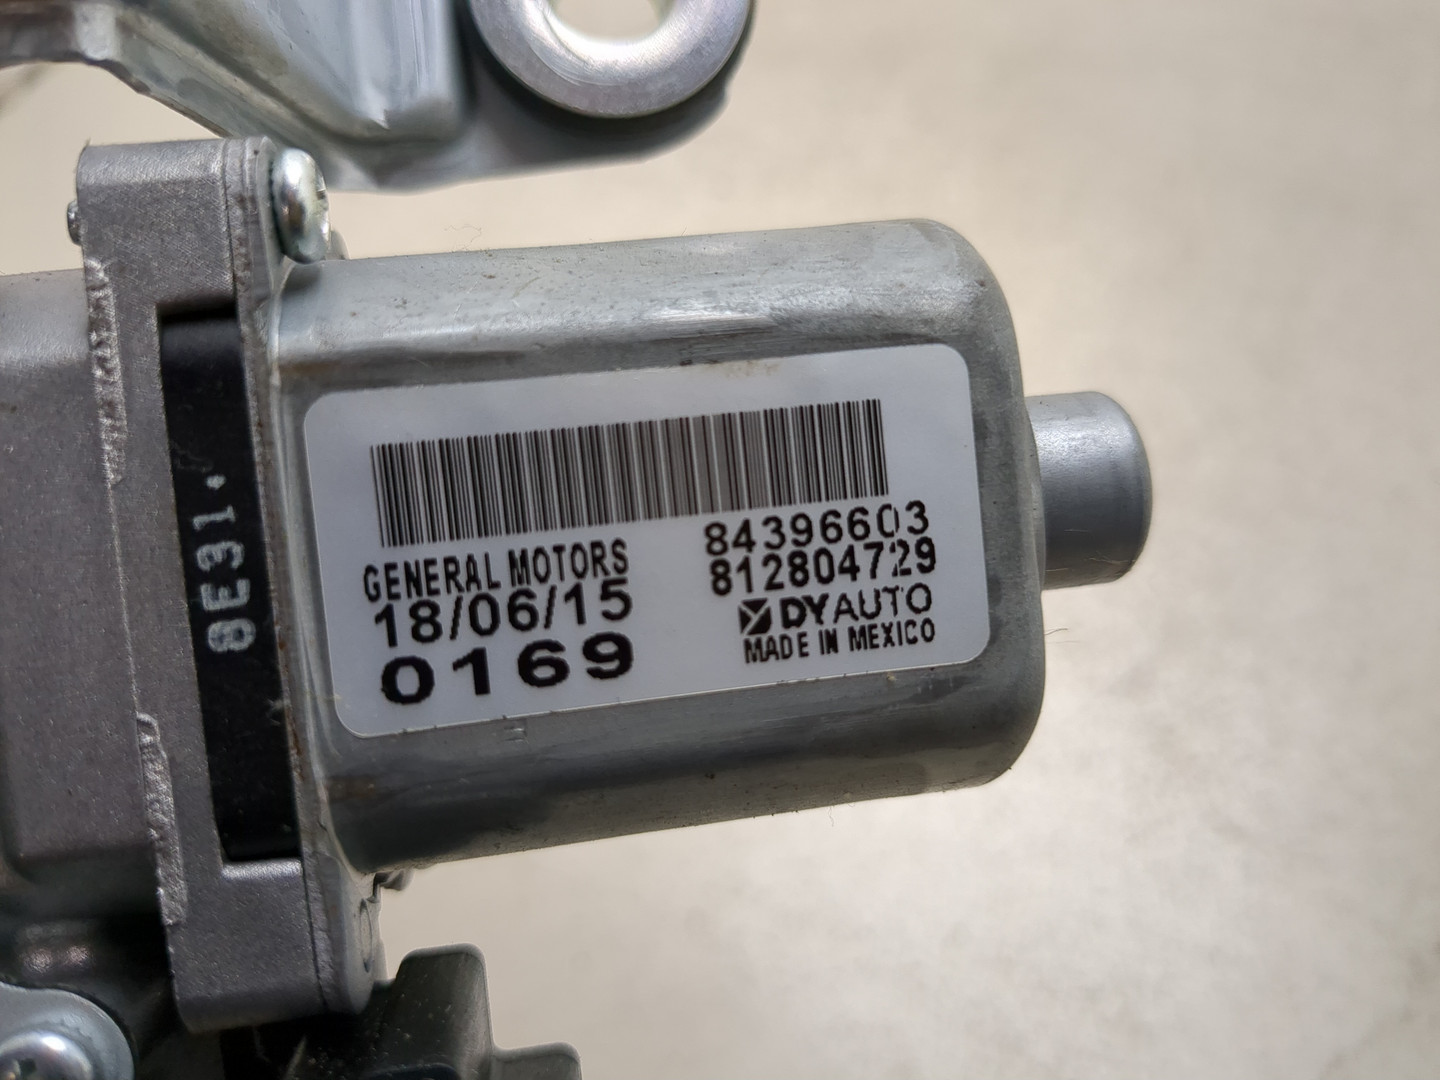 8E31.
GENERAL MOTORS
18/06/15
0169
84396603
812804729
DYAUTO
MADE IN MEXICO